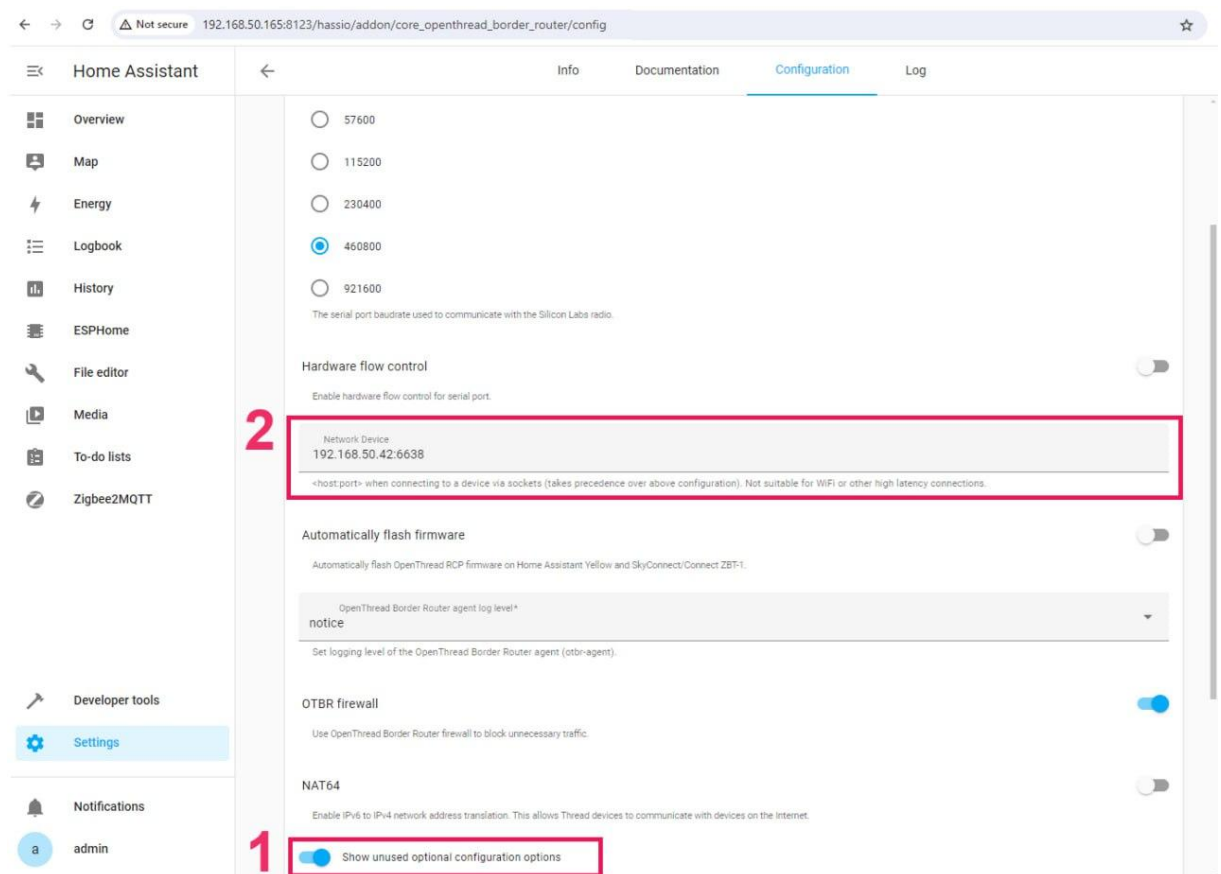 Not secure 192.168.50.165:8123/hassio/addon/core_openthread_border_router/config
Home Assistant
Info Documentation Configuration Log
Overview
Map
Energy
Logbook
History
ESPHome
File editor
Media
To-do lists
Zigbee2MQTT
Developer tools
Settings
Notifications
a admin
57600
115200
230400
460800
921600
The serial port baudrate used to communicate with the Silicon Labs radio.
Hardware flow control
Enable hardware flow control for serial port.
2
Network Device
192.168.50.42:6638
<host:port> when connecting to a device via sockets (takes precedence over above configuration). Not suitable for WiFi or other high latency connections.
Automatically flash firmware
Automatically flash OpenThread RCP firmware on Home Assistant Yellow and SkyConnect/Connect ZBT-1.
OpenThread Border Router agent log level*
notice
Set logging level of the OpenThread Border Router agent (otbr-agent).
OTBR firewall
Use OpenThread Border Router firewall to block unnecessary traffic.
NAT64
Enable IPv6 to IPv4 network address translation. This allows Thread devices to communicate with devices on the Internet.
1
Show unused optional configuration options